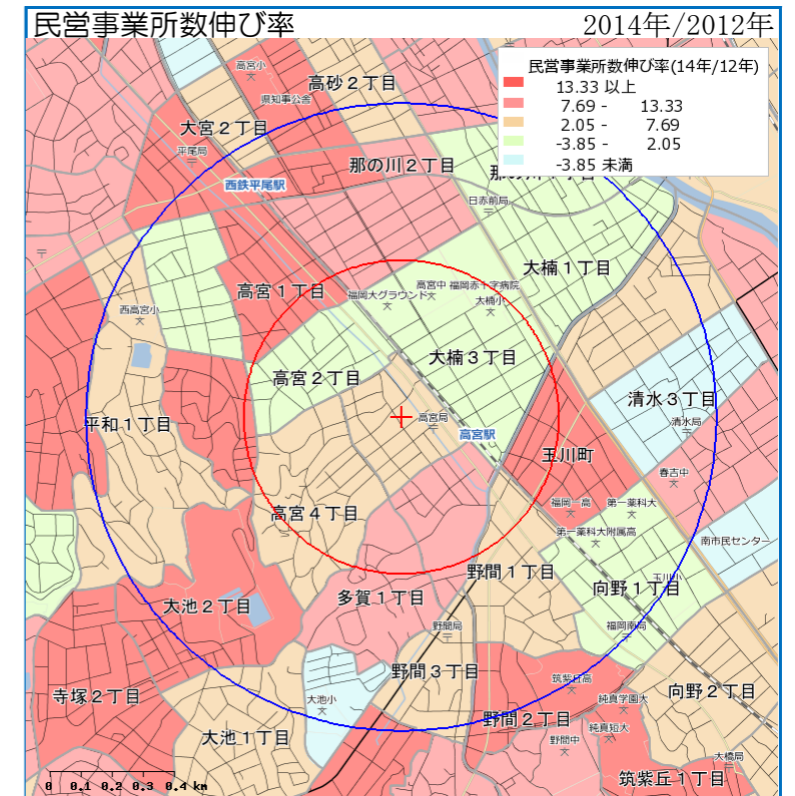 民営事業所数伸び率
2014年/2012年
民営事業所数伸び率(14年/12年)
13.33 以上
7.69 - 13.33
2.05 - 7.69
-3.85 - 2.05
-3.85 未満
高宮小
高砂2丁目
県知事公舎
大宮2丁目
平尾局
那の川2丁目
西鉄平尾駅
日赤前局
大楠1丁目
高宮1丁目
高宮中
福岡赤十字病院
福岡大グラウンド
大楠小
西高宮小
大楠3丁目
高宮2丁目
清水3丁目
平和1丁目
高宮局
清水局
高宮駅
玉川町
春吉中
福岡一高
第一薬科大
高宮4丁目
第一薬科大附属高
南市民センター
野間1丁目
玉川小
向野1丁目
多賀1丁目
大池2丁目
野間局
福岡南局
野間3丁目
筑紫丘高
寺塚2丁目
大池小
純真学園大
向野2丁目
野間2丁目
純真短大
大池1丁目
野間中
大橋局
筑紫丘1丁目
0 0.1 0.2 0.3 0.4 km